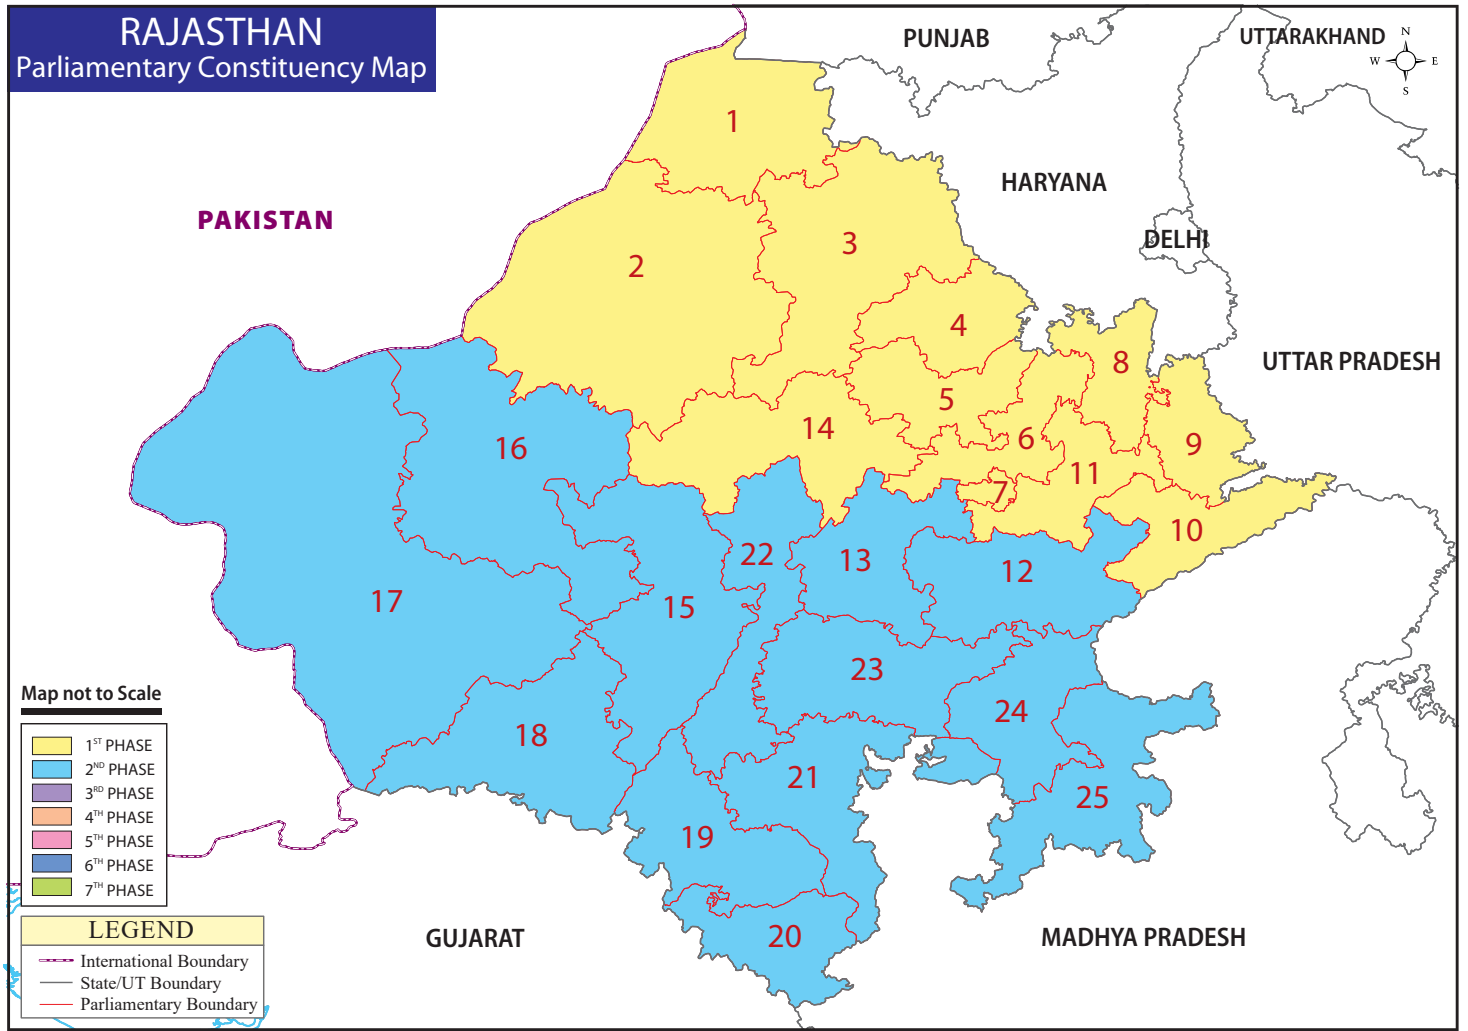 RAJASTHAN
Parliamentary Constituency Map
PUNJAB
UTTARAKHAND
N
W E
S
1
HARYANA
PAKISTAN
DELHI
3
2
4
UTTAR PRADESH
8
5
14
6
9
16
11
7
10
22
13
12
17
15
23
24
18
21
25
19
20
GUJARAT
MADHYA PRADESH
Map not to Scale
1ST PHASE
2ND PHASE
3RD PHASE
4TH PHASE
5TH PHASE
6TH PHASE
7TH PHASE
LEGEND
International Boundary
State/UT Boundary
Parliamentary Boundary